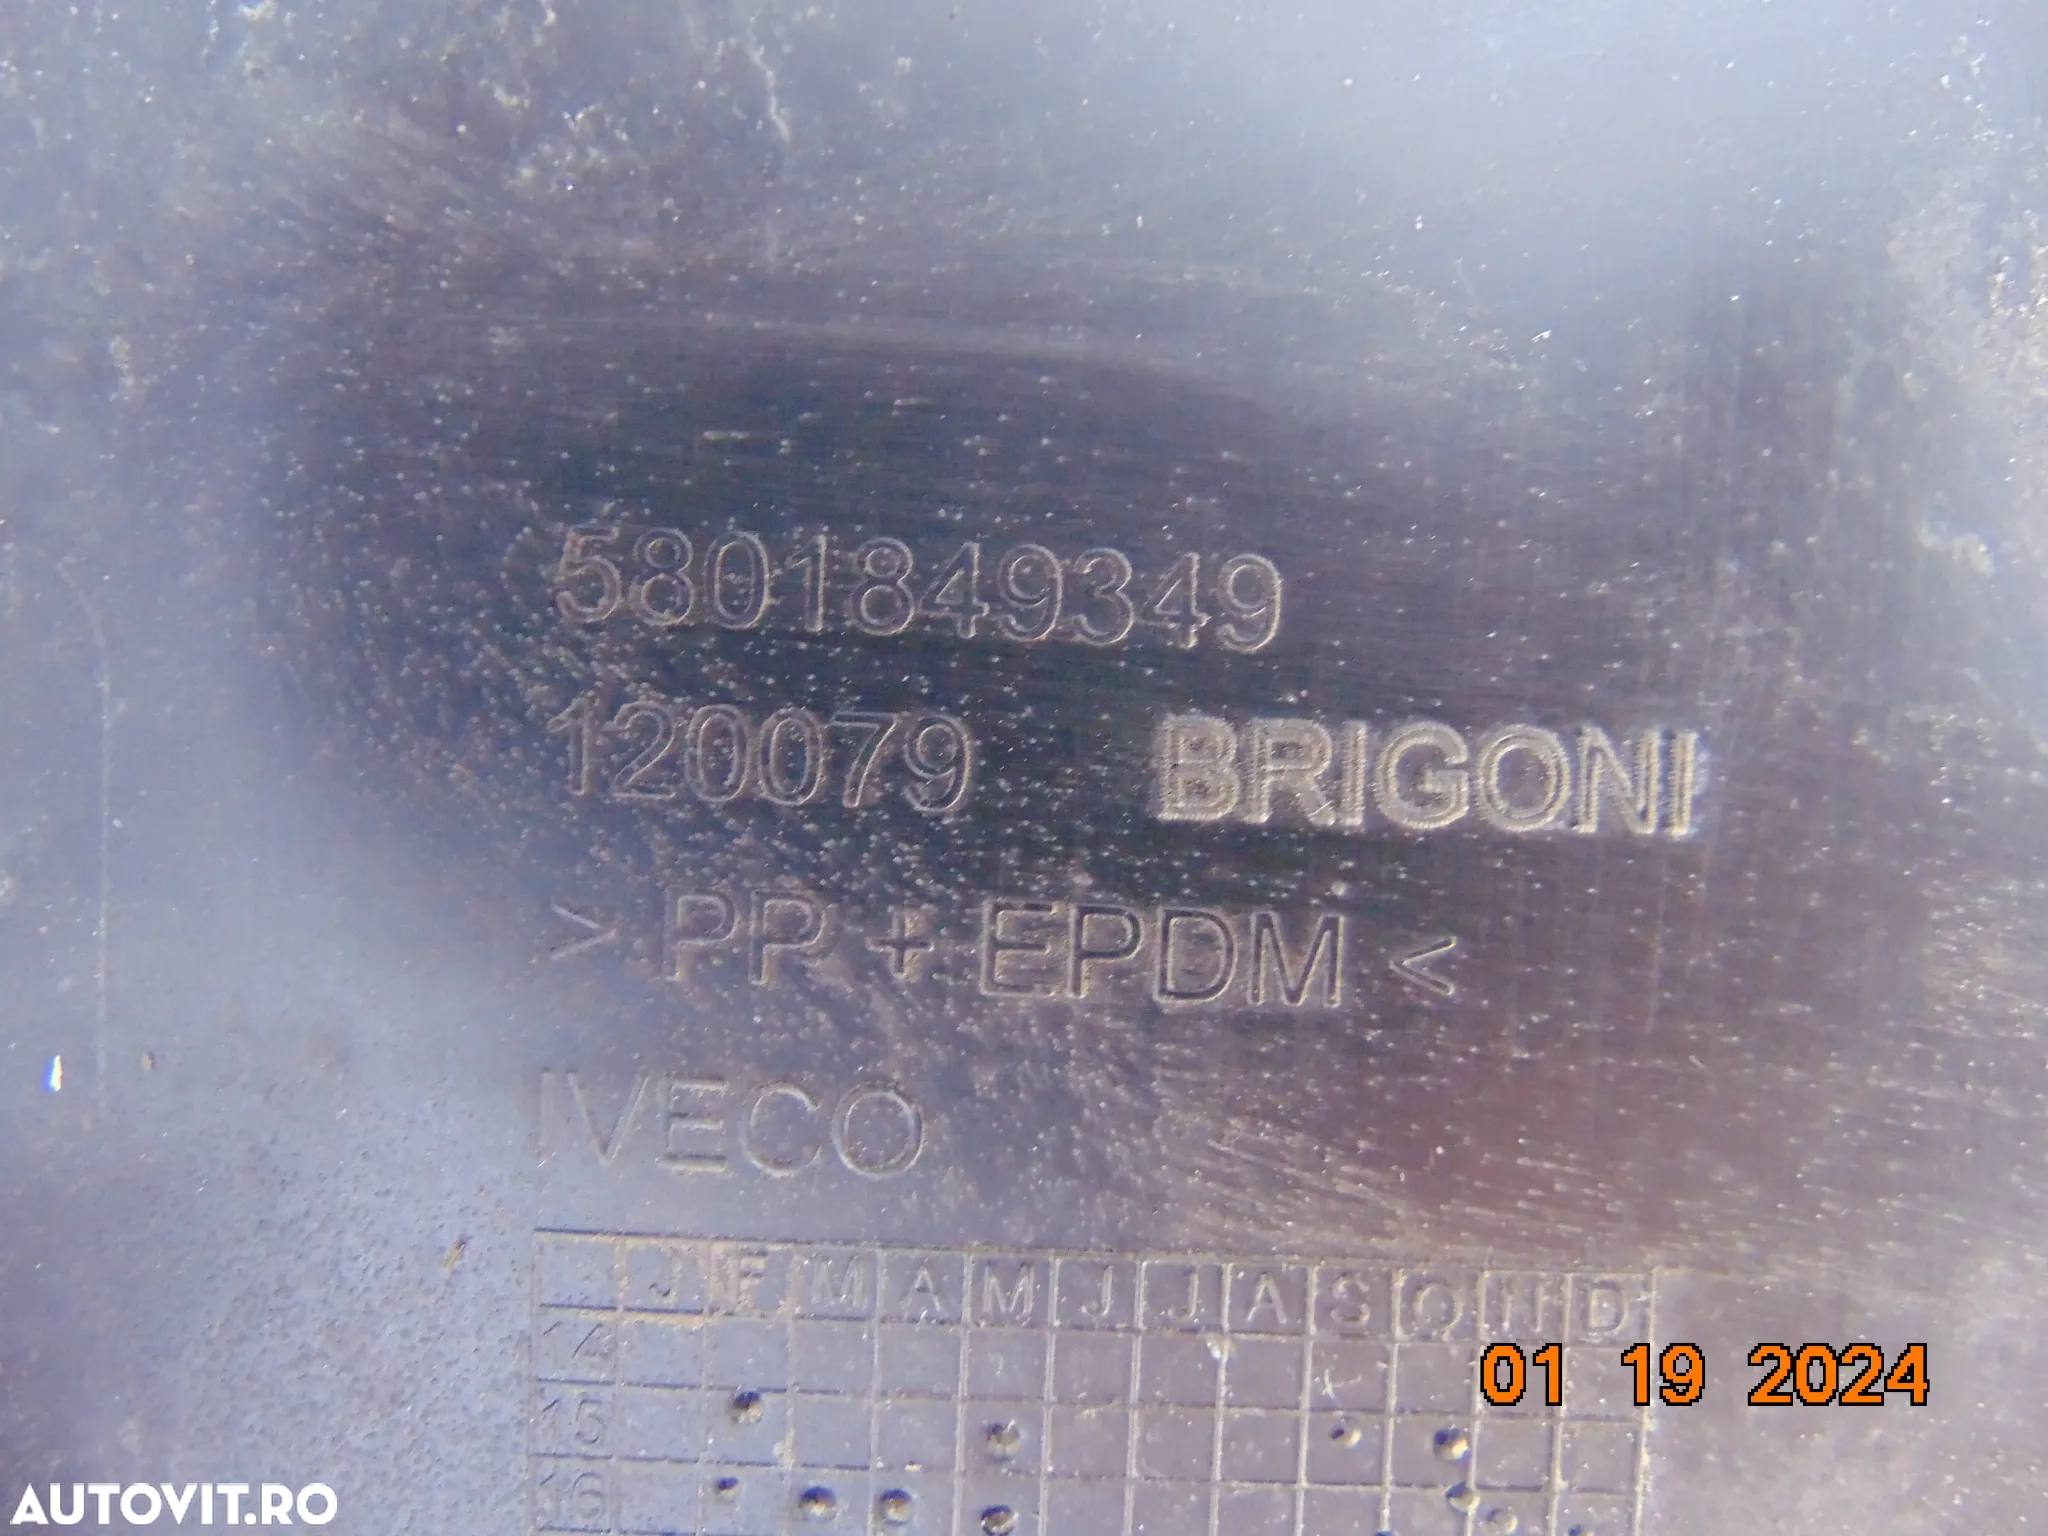 5801849349
120079 BRIGONI
> PP + EPDM <
IVECO
J F M A M J J A S O N D
14
15
16
01 19 2024
AUTOVIT.RO